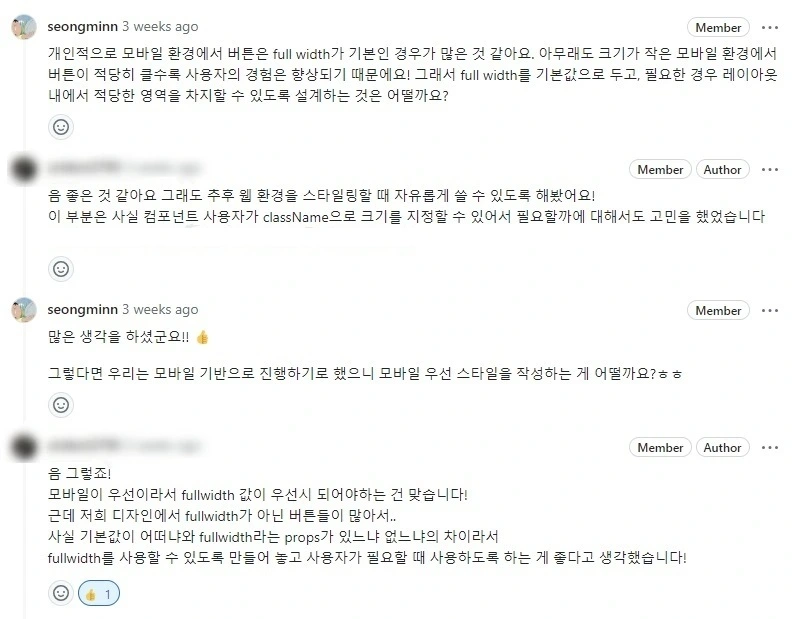 seongminn 3 weeks ago
Member
개인적으로 모바일 환경에서 버튼은 full width가 기본인 경우가 많은 것 같아요. 아무래도 크기가 작은 모바일 환경에서
버튼이 적당히 클수록 사용자의 경험은 향상되기 때문에요! 그래서 full width를 기본값으로 두고, 필요한 경우 레이아웃
내에서 적당한 영역을 차지할 수 있도록 설계하는 것은 어떨까요?
Member Author
음 좋은 것 같아요 그래도 추후 웹 환경을 스타일링할 때 자유롭게 쓸 수 있도록 해봤어요!
이 부분은 사실 컴포넌트 사용자가 className으로 크기를 지정할 수 있어서 필요할까에 대해서도 고민을 했었습니다
seongminn 3 weeks ago
Member
많은 생각을 하셨군요!! 👍
그렇다면 우리는 모바일 기반으로 진행하기로 했으니 모바일 우선 스타일을 작성하는 게 어떨까요?ㅎㅎ
Member Author
음 그렇죠!
모바일이 우선이라서 fullwidth 값이 우선시 되어야하는 건 맞습니다!
근데 저희 디자인에서 fullwidth가 아닌 버튼들이 많아서..
사실 기본값이 어떠냐와 fullwidth라는 props가 있느냐 없느냐의 차이라서
fullwidth를 사용할 수 있도록 만들어 놓고 사용자가 필요할 때 사용하도록 하는 게 좋다고 생각했습니다!
👍 1